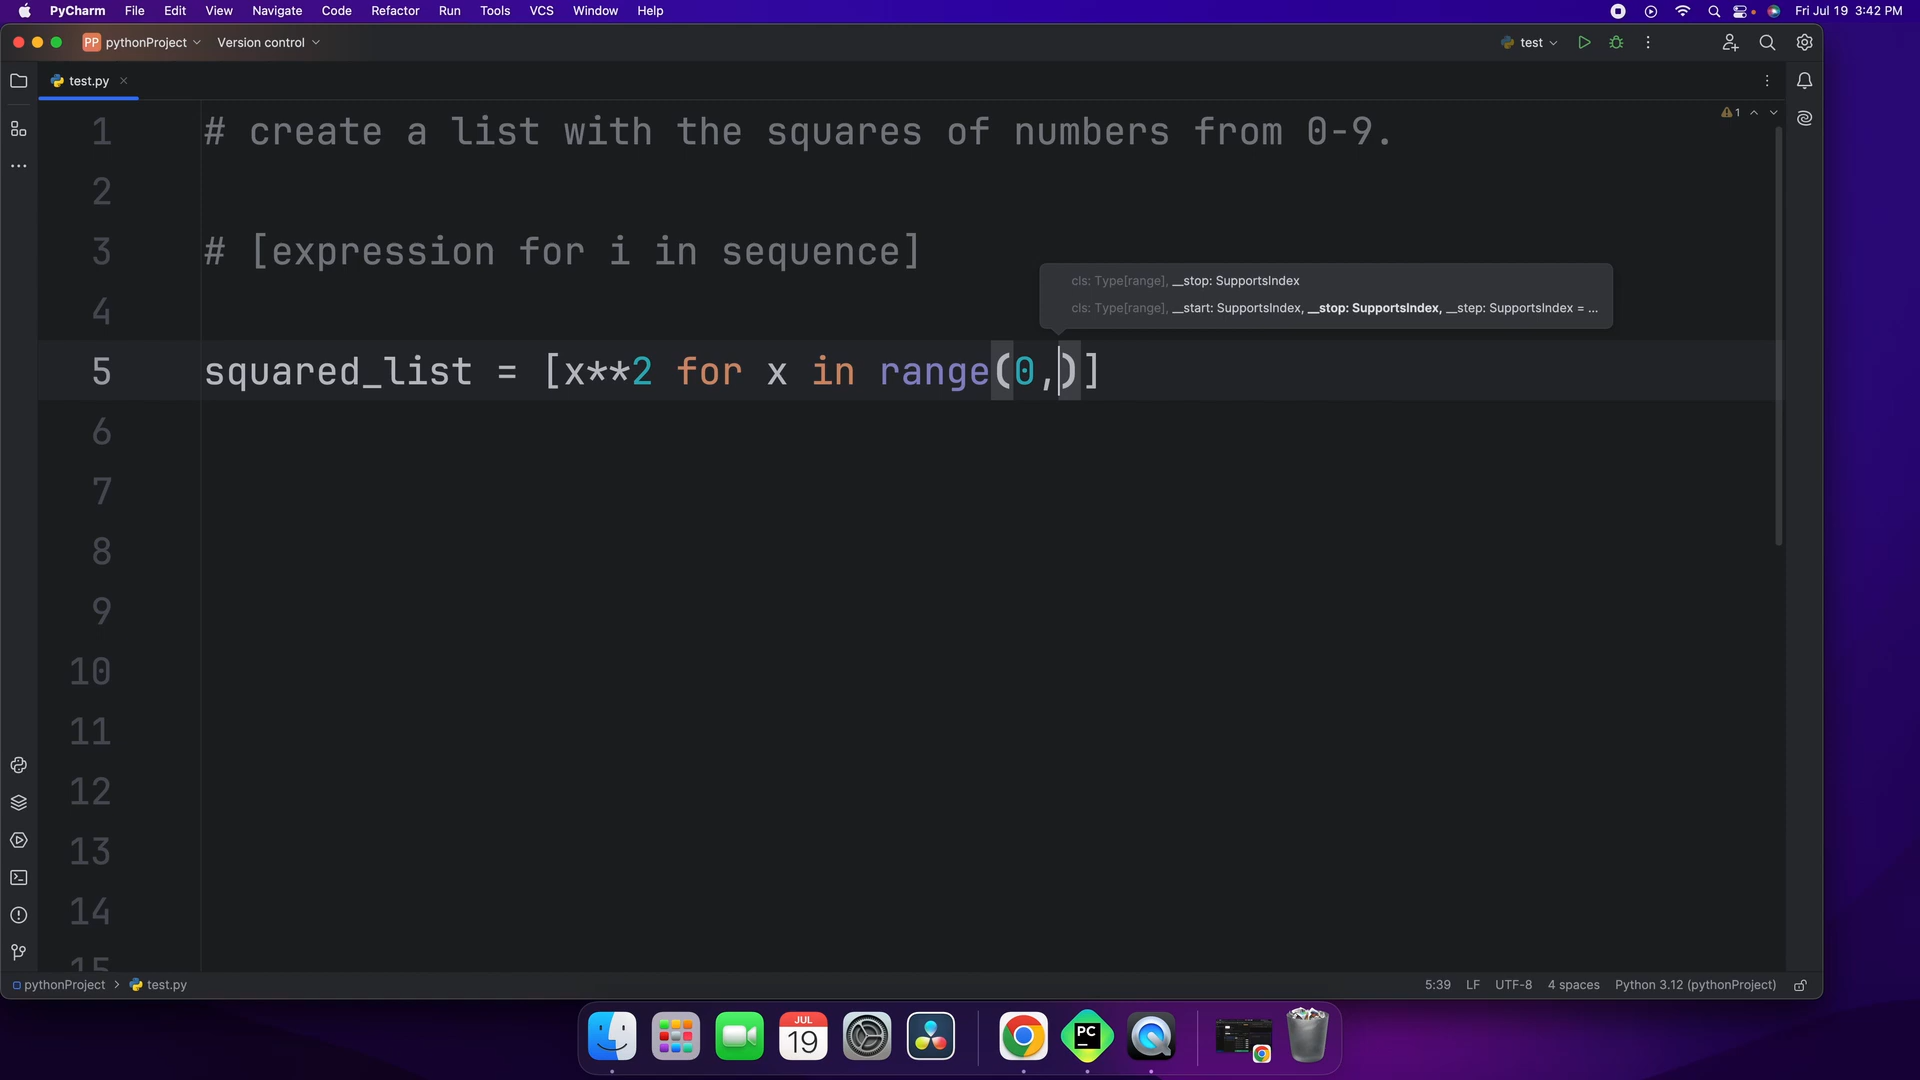 PyCharm File Edit View Navigate Code Refactor Run Tools VCS Window Help Fri Jul 19 3:42 PM
PP pythonProject Version control test
test.py
1 # create a list with the squares of numbers from 0-9.
1
2
3 # [expression for i in sequence]
cls: Type[range], __stop: SupportsIndex
4
cls: Type[range], __start: SupportsIndex, __stop: SupportsIndex, __step: SupportsIndex = ...
5 squared_list = [x**2 for x in range(0,)]
6
7
8
9
10
11
12
13
14
15
pythonProject > test.py 5:39 LF UTF-8 4 spaces Python 3.12 (pythonProject)
JUL
19
PC